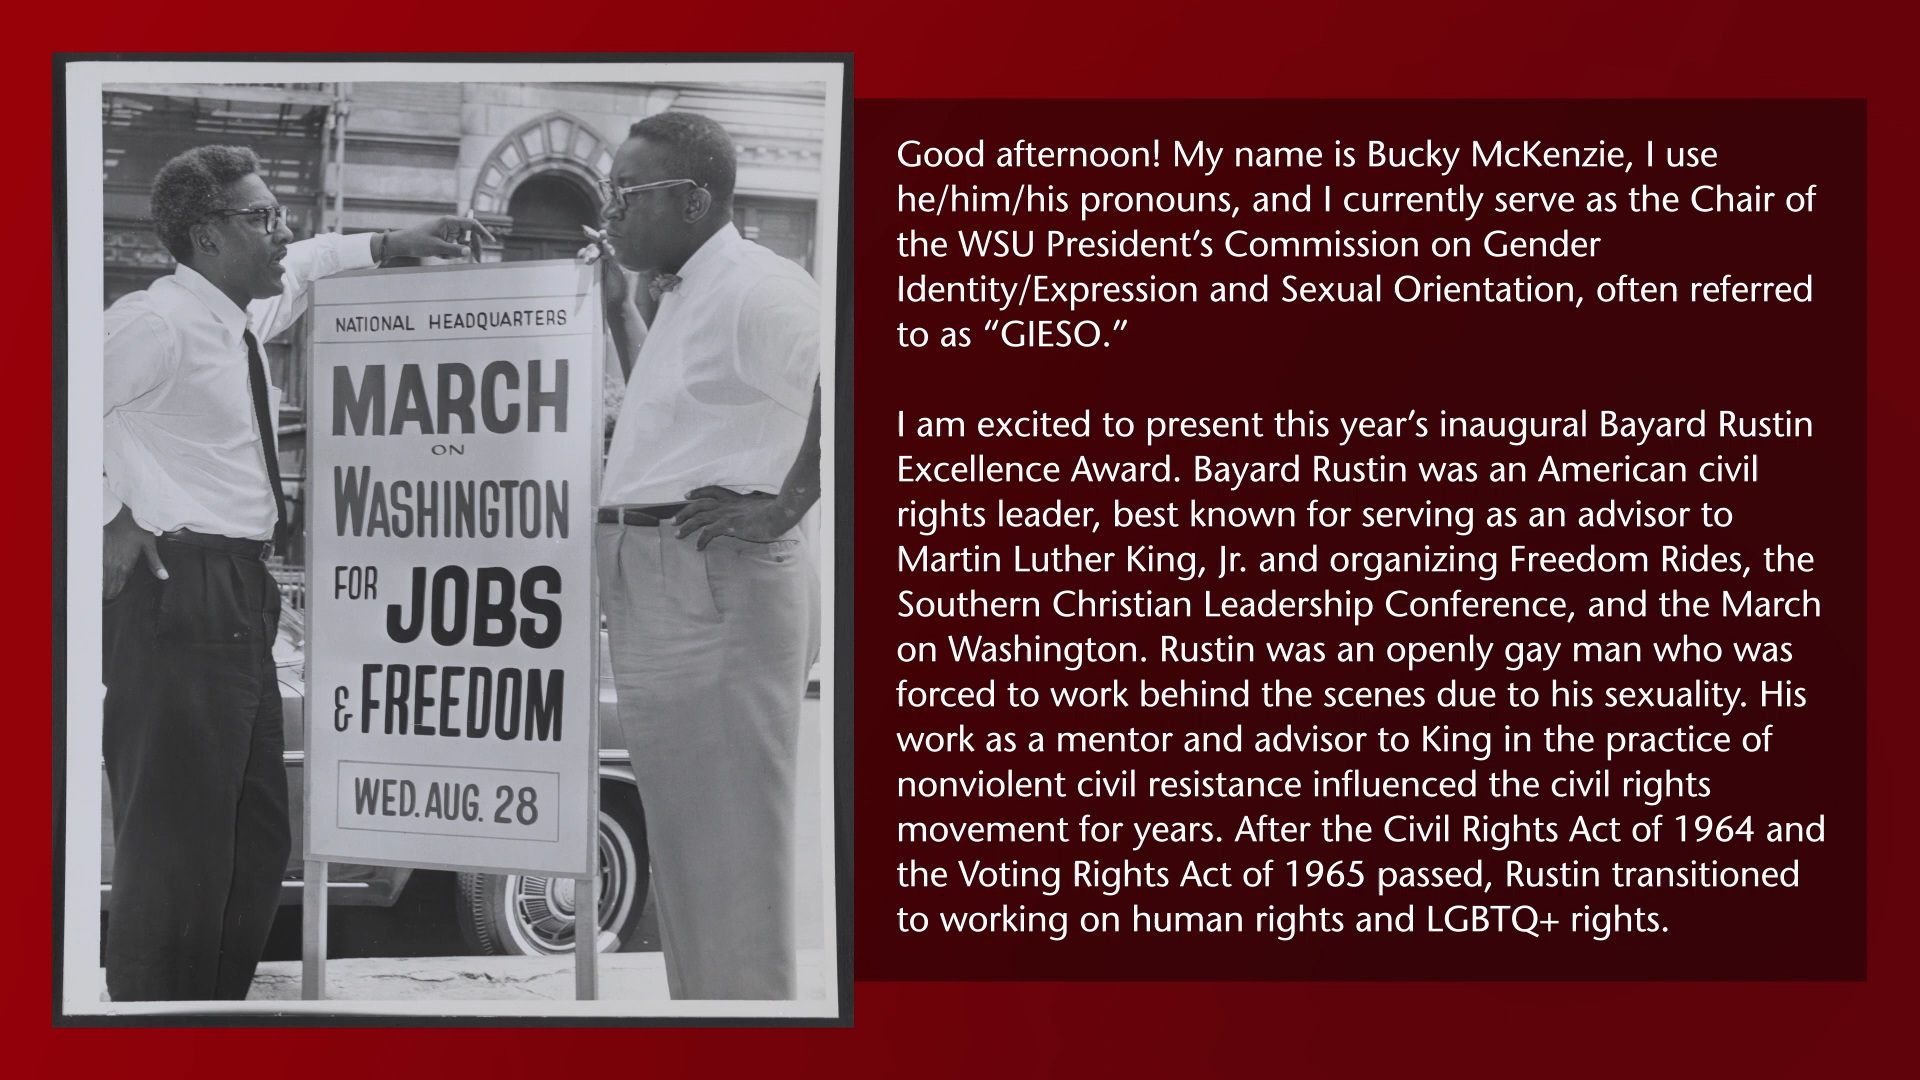 NATIONAL HEADQUARTERS
MARCH
ON
WASHINGTON
FOR JOBS
& FREEDOM
WED. AUG. 28
Good afternoon! My name is Bucky McKenzie, I use
he/him/his pronouns, and I currently serve as the Chair of
the WSU President’s Commission on Gender
Identity/Expression and Sexual Orientation, often referred
to as “GIESO.”
I am excited to present this year’s inaugural Bayard Rustin
Excellence Award. Bayard Rustin was an American civil
rights leader, best known for serving as an advisor to
Martin Luther King, Jr. and organizing Freedom Rides, the
Southern Christian Leadership Conference, and the March
on Washington. Rustin was an openly gay man who was
forced to work behind the scenes due to his sexuality. His
work as a mentor and advisor to King in the practice of
nonviolent civil resistance influenced the civil rights
movement for years. After the Civil Rights Act of 1964 and
the Voting Rights Act of 1965 passed, Rustin transitioned
to working on human rights and LGBTQ+ rights.